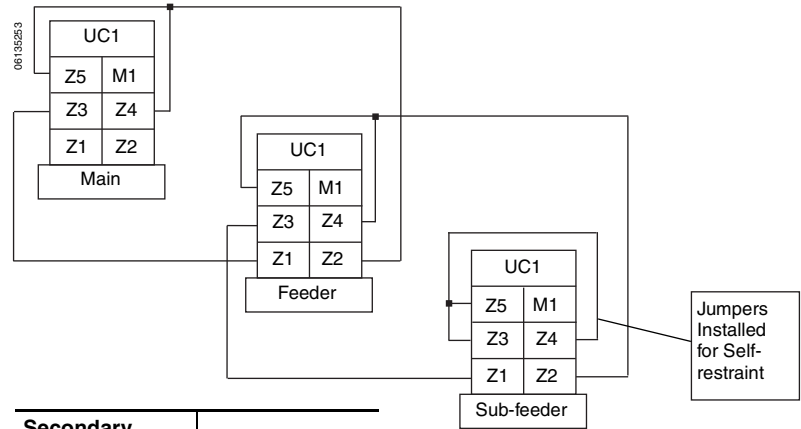 06135253
UC1
Z5 M1
Z3 Z4
Z1 Z2
Main
UC1
Z5 M1
Z3 Z4
Z1 Z2
Feeder
UC1
Z5 M1
Z3 Z4
Z1 Z2
Sub-feeder
Jumpers
Installed
for Self-
restraint
Secondary